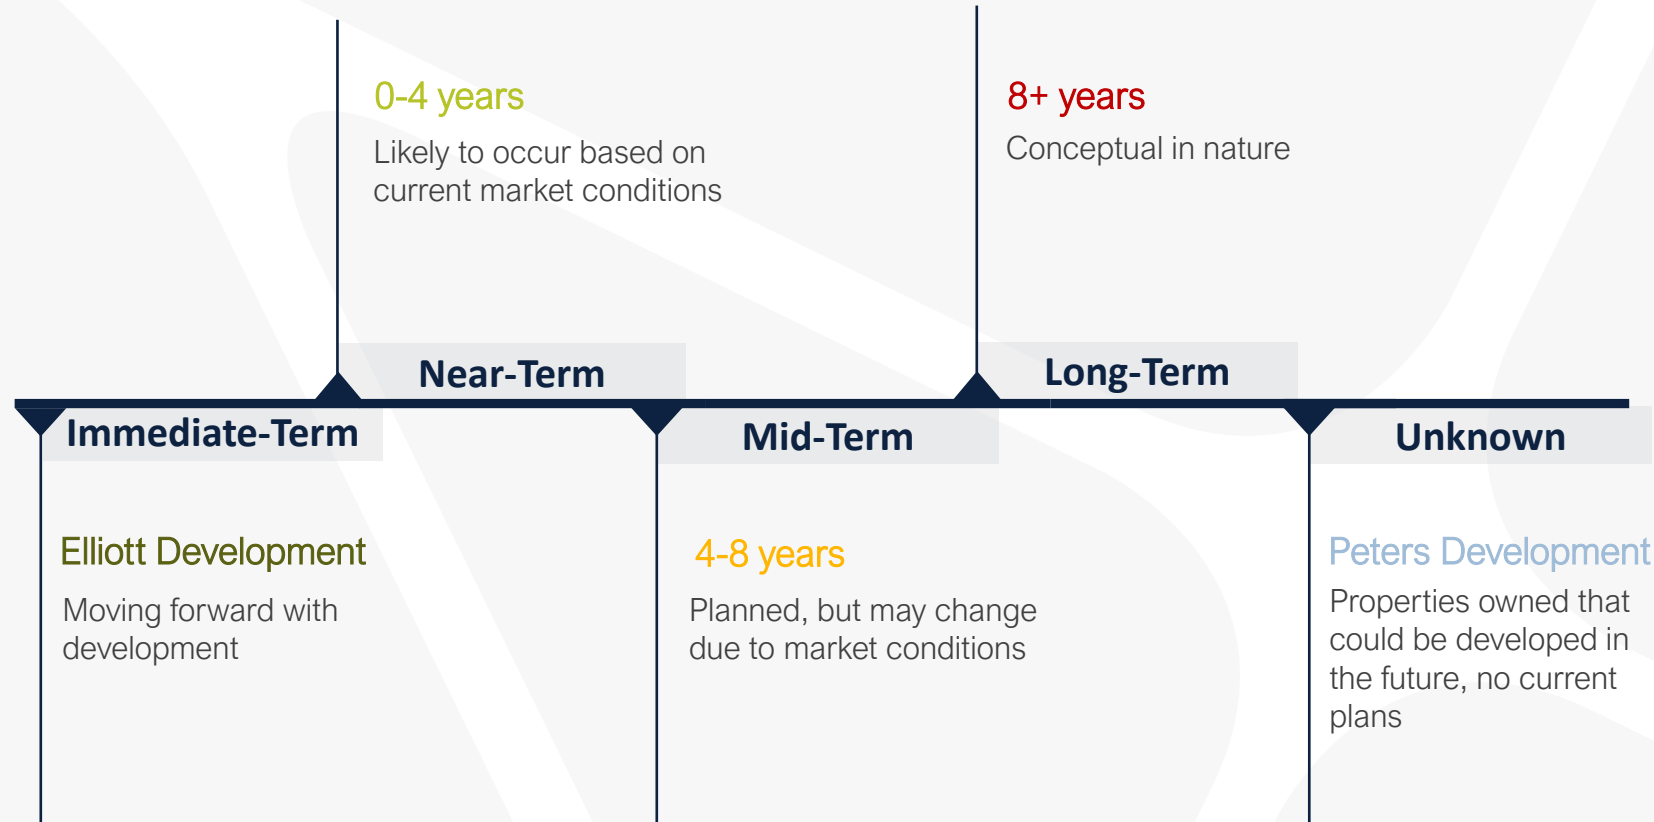 0-4 years
Likely to occur based on
current market conditions
8+ years
Conceptual in nature
Near-Term
Long-Term
Immediate-Term
Mid-Term
Unknown
Elliott Development
Moving forward with
development
4-8 years
Planned, but may change
due to market conditions
Peters Development
Properties owned that
could be developed in
the future, no current
plans